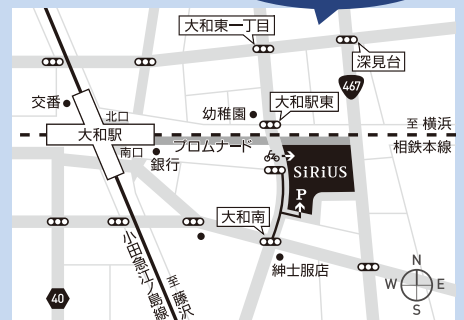 大和東一丁目
深見台
467
交番
北口
幼稚園
大和駅東
至 横浜
大和駅
プロムナード
相鉄本線
南口
銀行
SiRiUS
P
大和南
小田急江ノ島線
至 藤沢
紳士服店
40
N
W E
S